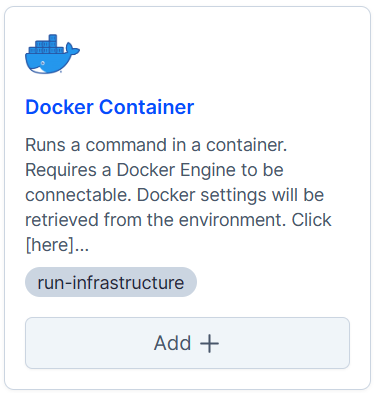 Docker Container
Runs a command in a container.
Requires a Docker Engine to be
connectable. Docker settings will be
retrieved from the environment. Click
[here]...
run-infrastructure
Add +